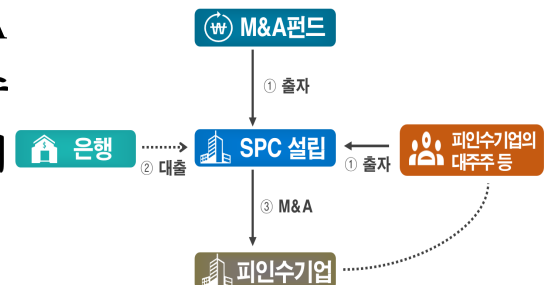 M&A펀드
① 출자
은행
② 대출
SPC 설립
① 출자
피인수기업의
대주주 등
③ M&A
피인수기업